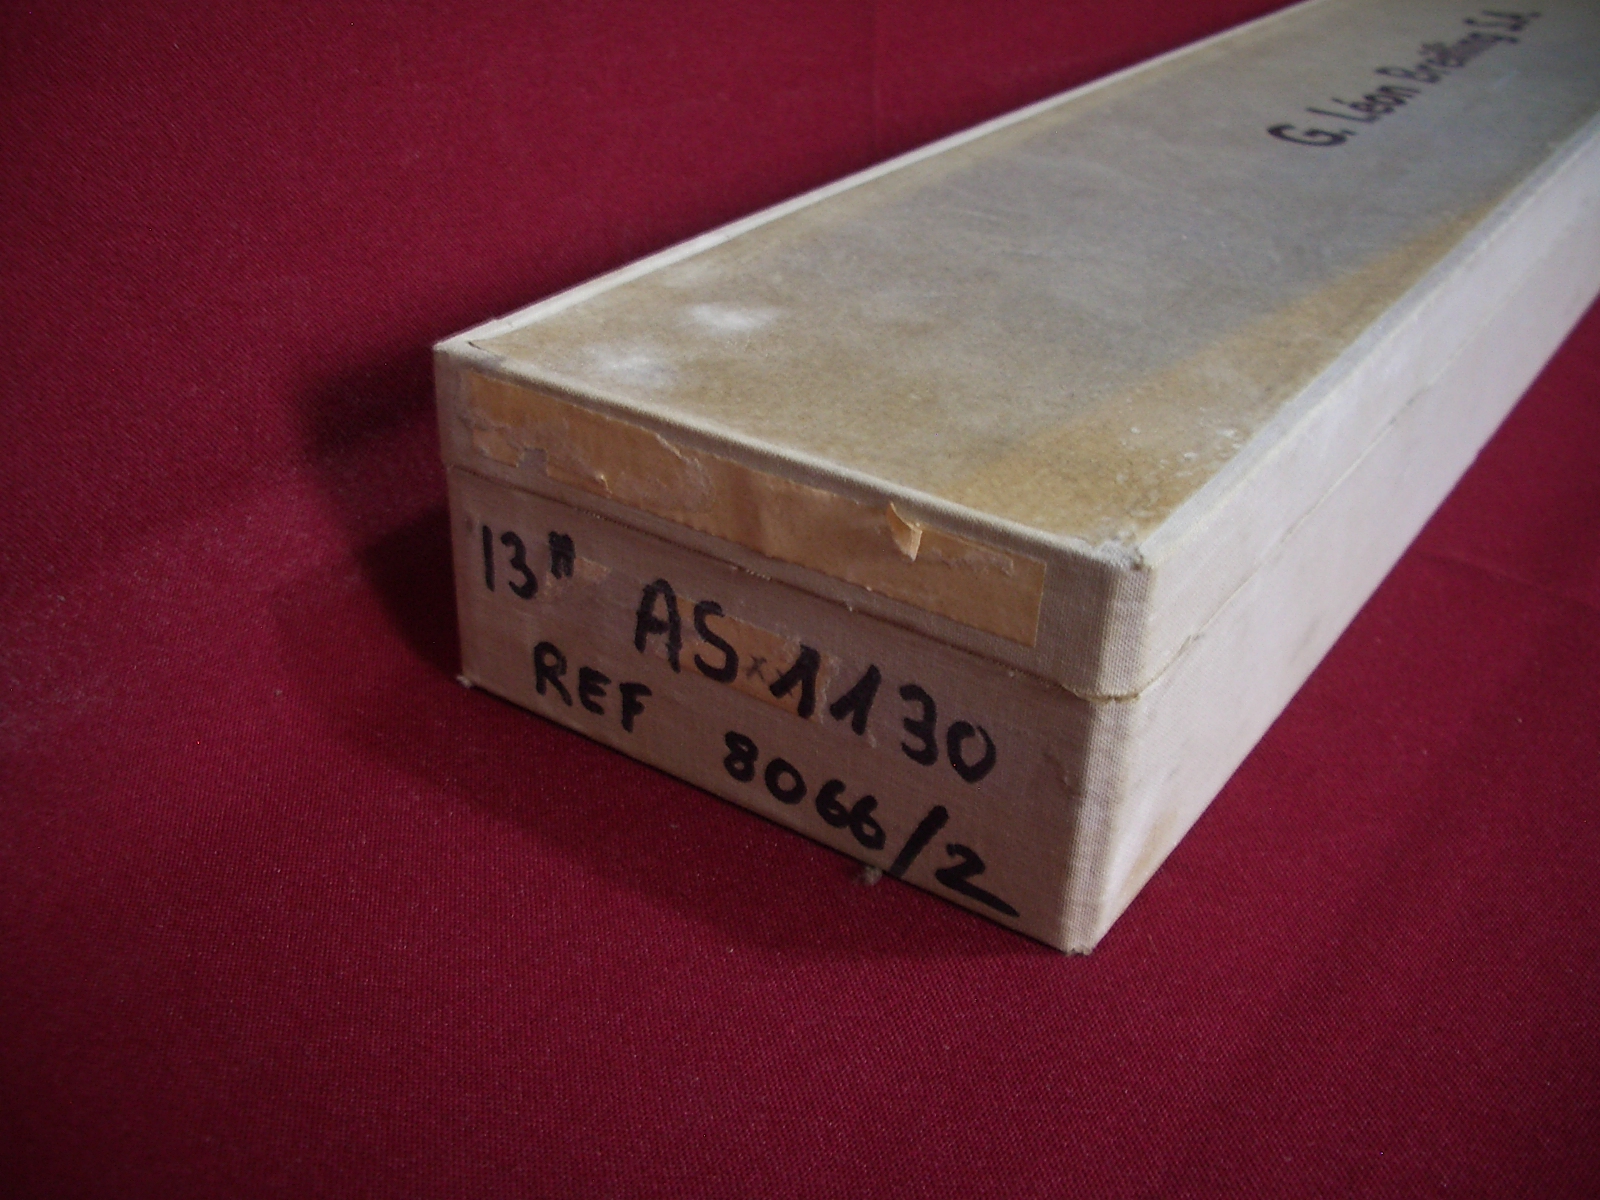 G. Léon Breitling S.A.
13'''
AS 1130
REF 8066/2